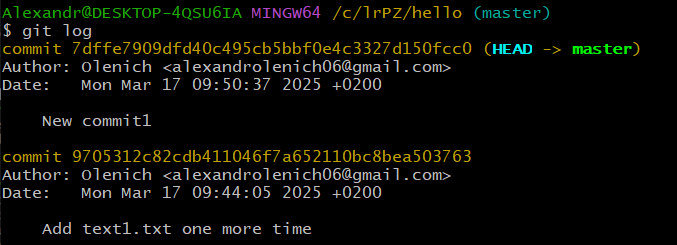 Alexandr@DESKTOP-4QSU6IA MINGW64 /c/lrPZ/hello (master)
$ git log
commit 7dffe7909dfd40c495cb5bbf0e4c3327d150fcc0 (HEAD -> master)
Author: Olenich <alexandrolenich06@gmail.com>
Date:   Mon Mar 17 09:50:37 2025 +0200
    New commit1
commit 9705312c82cdb411046f7a652110bc8bea503763
Author: Olenich <alexandrolenich06@gmail.com>
Date:   Mon Mar 17 09:44:05 2025 +0200
    Add text1.txt one more time